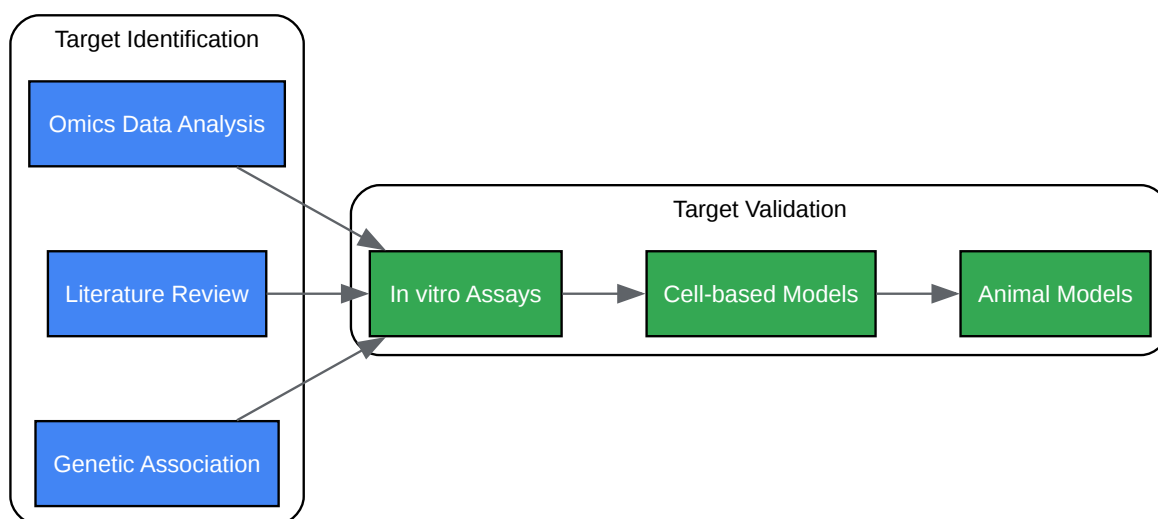 Target Identification
Omics Data Analysis
Literature Review
Genetic Association
Target Validation
In vitro Assays
Cell-based Models
Animal Models